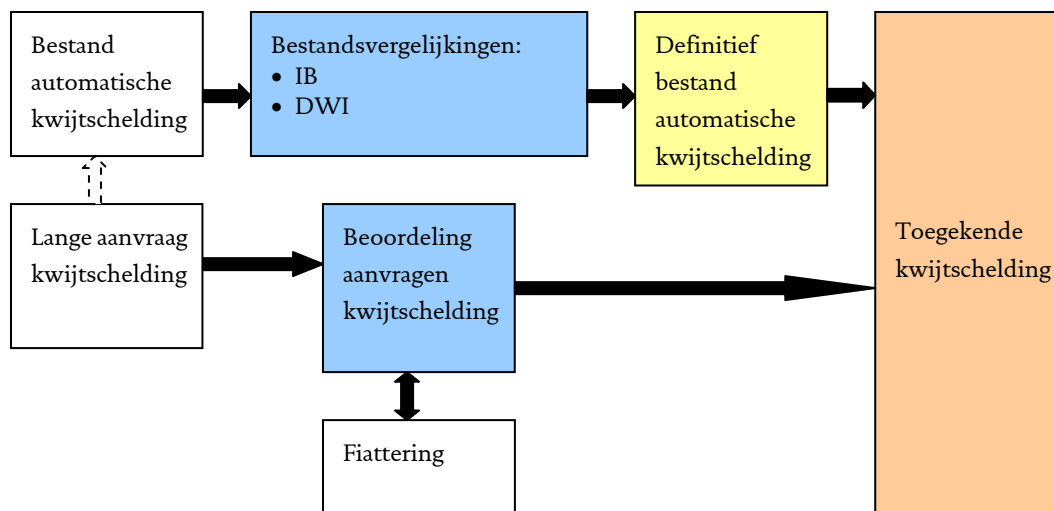 Bestand
automatische
kwijtschelding
Bestandsvergelijkingen:
• IB
• DWI
Definitief
bestand
automatische
kwijtschelding
Lange aanvraag
kwijtschelding
Beoordeling
aanvragen
kwijtschelding
Toegekende
kwijtschelding
Fiattering